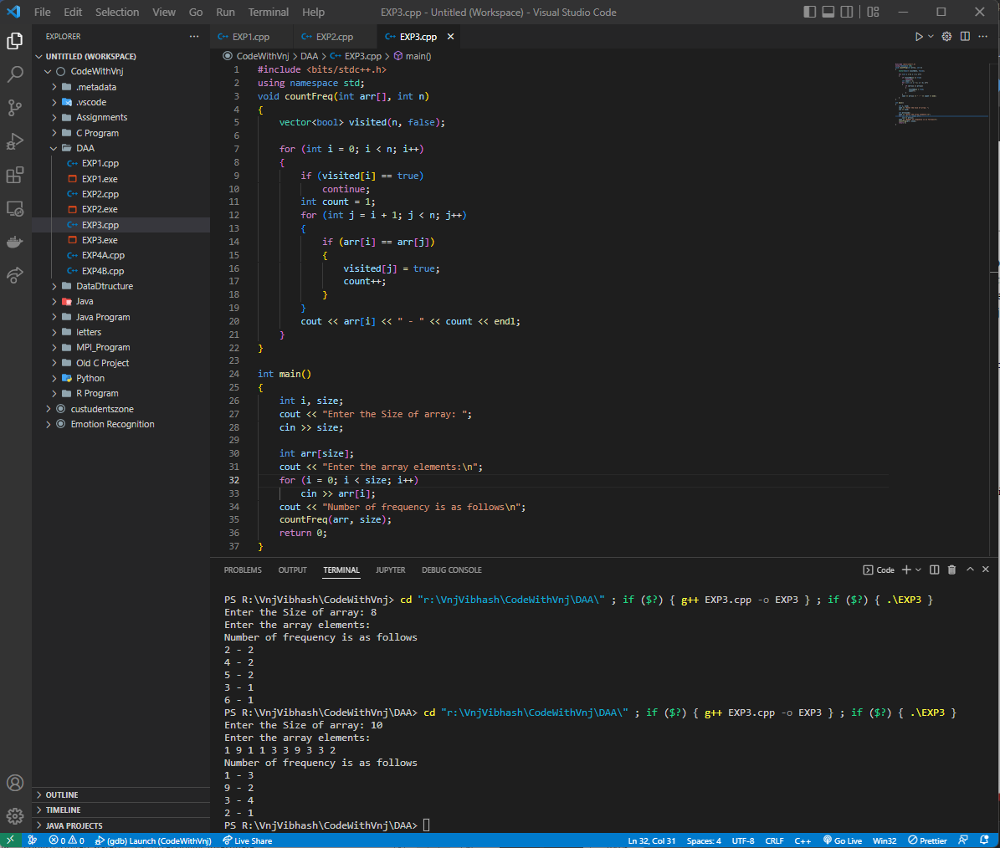 File Edit Selection View Go Run Terminal Help EXP3.cpp - Untitled (Workspace) - Visual Studio Code
EXPLORER
UNTITLED (WORKSPACE)
CodeWithVnj
.metadata
.vscode
Assignments
C Program
DAA
EXP1.cpp
EXP1.exe
EXP2.cpp
EXP2.exe
EXP3.cpp
EXP3.exe
EXP4A.cpp
EXP4B.cpp
DataDtructure
Java
Java Program
letters
MPI_Program
Old C Project
Python
R Program
custudentszone
Emotion Recognition
OUTLINE
TIMELINE
JAVA PROJECTS
EXP1.cpp EXP2.cpp EXP3.cpp
CodeWithVnj > DAA > EXP3.cpp > main()
1 #include <bits/stdc++.h>
2 using namespace std;
3 void countFreq(int arr[], int n)
4 {
5 vector<bool> visited(n, false);
6
7 for (int i = 0; i < n; i++)
8 {
9 if (visited[i] == true)
10 continue;
11 int count = 1;
12 for (int j = i + 1; j < n; j++)
13 {
14 if (arr[i] == arr[j])
15 {
16 visited[j] = true;
17 count++;
18 }
19 }
20 cout << arr[i] << " - " << count << endl;
21 }
22 }
23
24 int main()
25 {
26 int i, size;
27 cout << "Enter the Size of array: ";
28 cin >> size;
29
30 int arr[size];
31 cout << "Enter the array elements:\n";
32 for (i = 0; i < size; i++)
33 cin >> arr[i];
34 cout << "Number of frequency is as follows\n";
35 countFreq(arr, size);
36 return 0;
37 }
PROBLEMS OUTPUT TERMINAL JUPYTER DEBUG CONSOLE Code
PS R:\VnjVibhash\CodeWithVnj> cd "r:\VnjVibhash\CodeWithVnj\DAA\" ; if ($?) { g++ EXP3.cpp -o EXP3 } ; if ($?) { .\EXP3 }
Enter the Size of array: 8
Enter the array elements:
Number of frequency is as follows
2 - 2
4 - 2
5 - 2
3 - 1
6 - 1
PS R:\VnjVibhash\CodeWithVnj\DAA> cd "r:\VnjVibhash\CodeWithVnj\DAA\" ; if ($?) { g++ EXP3.cpp -o EXP3 } ; if ($?) { .\EXP3 }
Enter the Size of array: 10
Enter the array elements:
1 9 1 1 3 3 9 3 3 2
Number of frequency is as follows
1 - 3
9 - 2
3 - 4
2 - 1
PS R:\VnjVibhash\CodeWithVnj\DAA>
0 0 (gdb) Launch (CodeWithVnj) Live Share Ln 32, Col 31 Spaces: 4 UTF-8 CRLF C++ Go Live Win32 Prettier